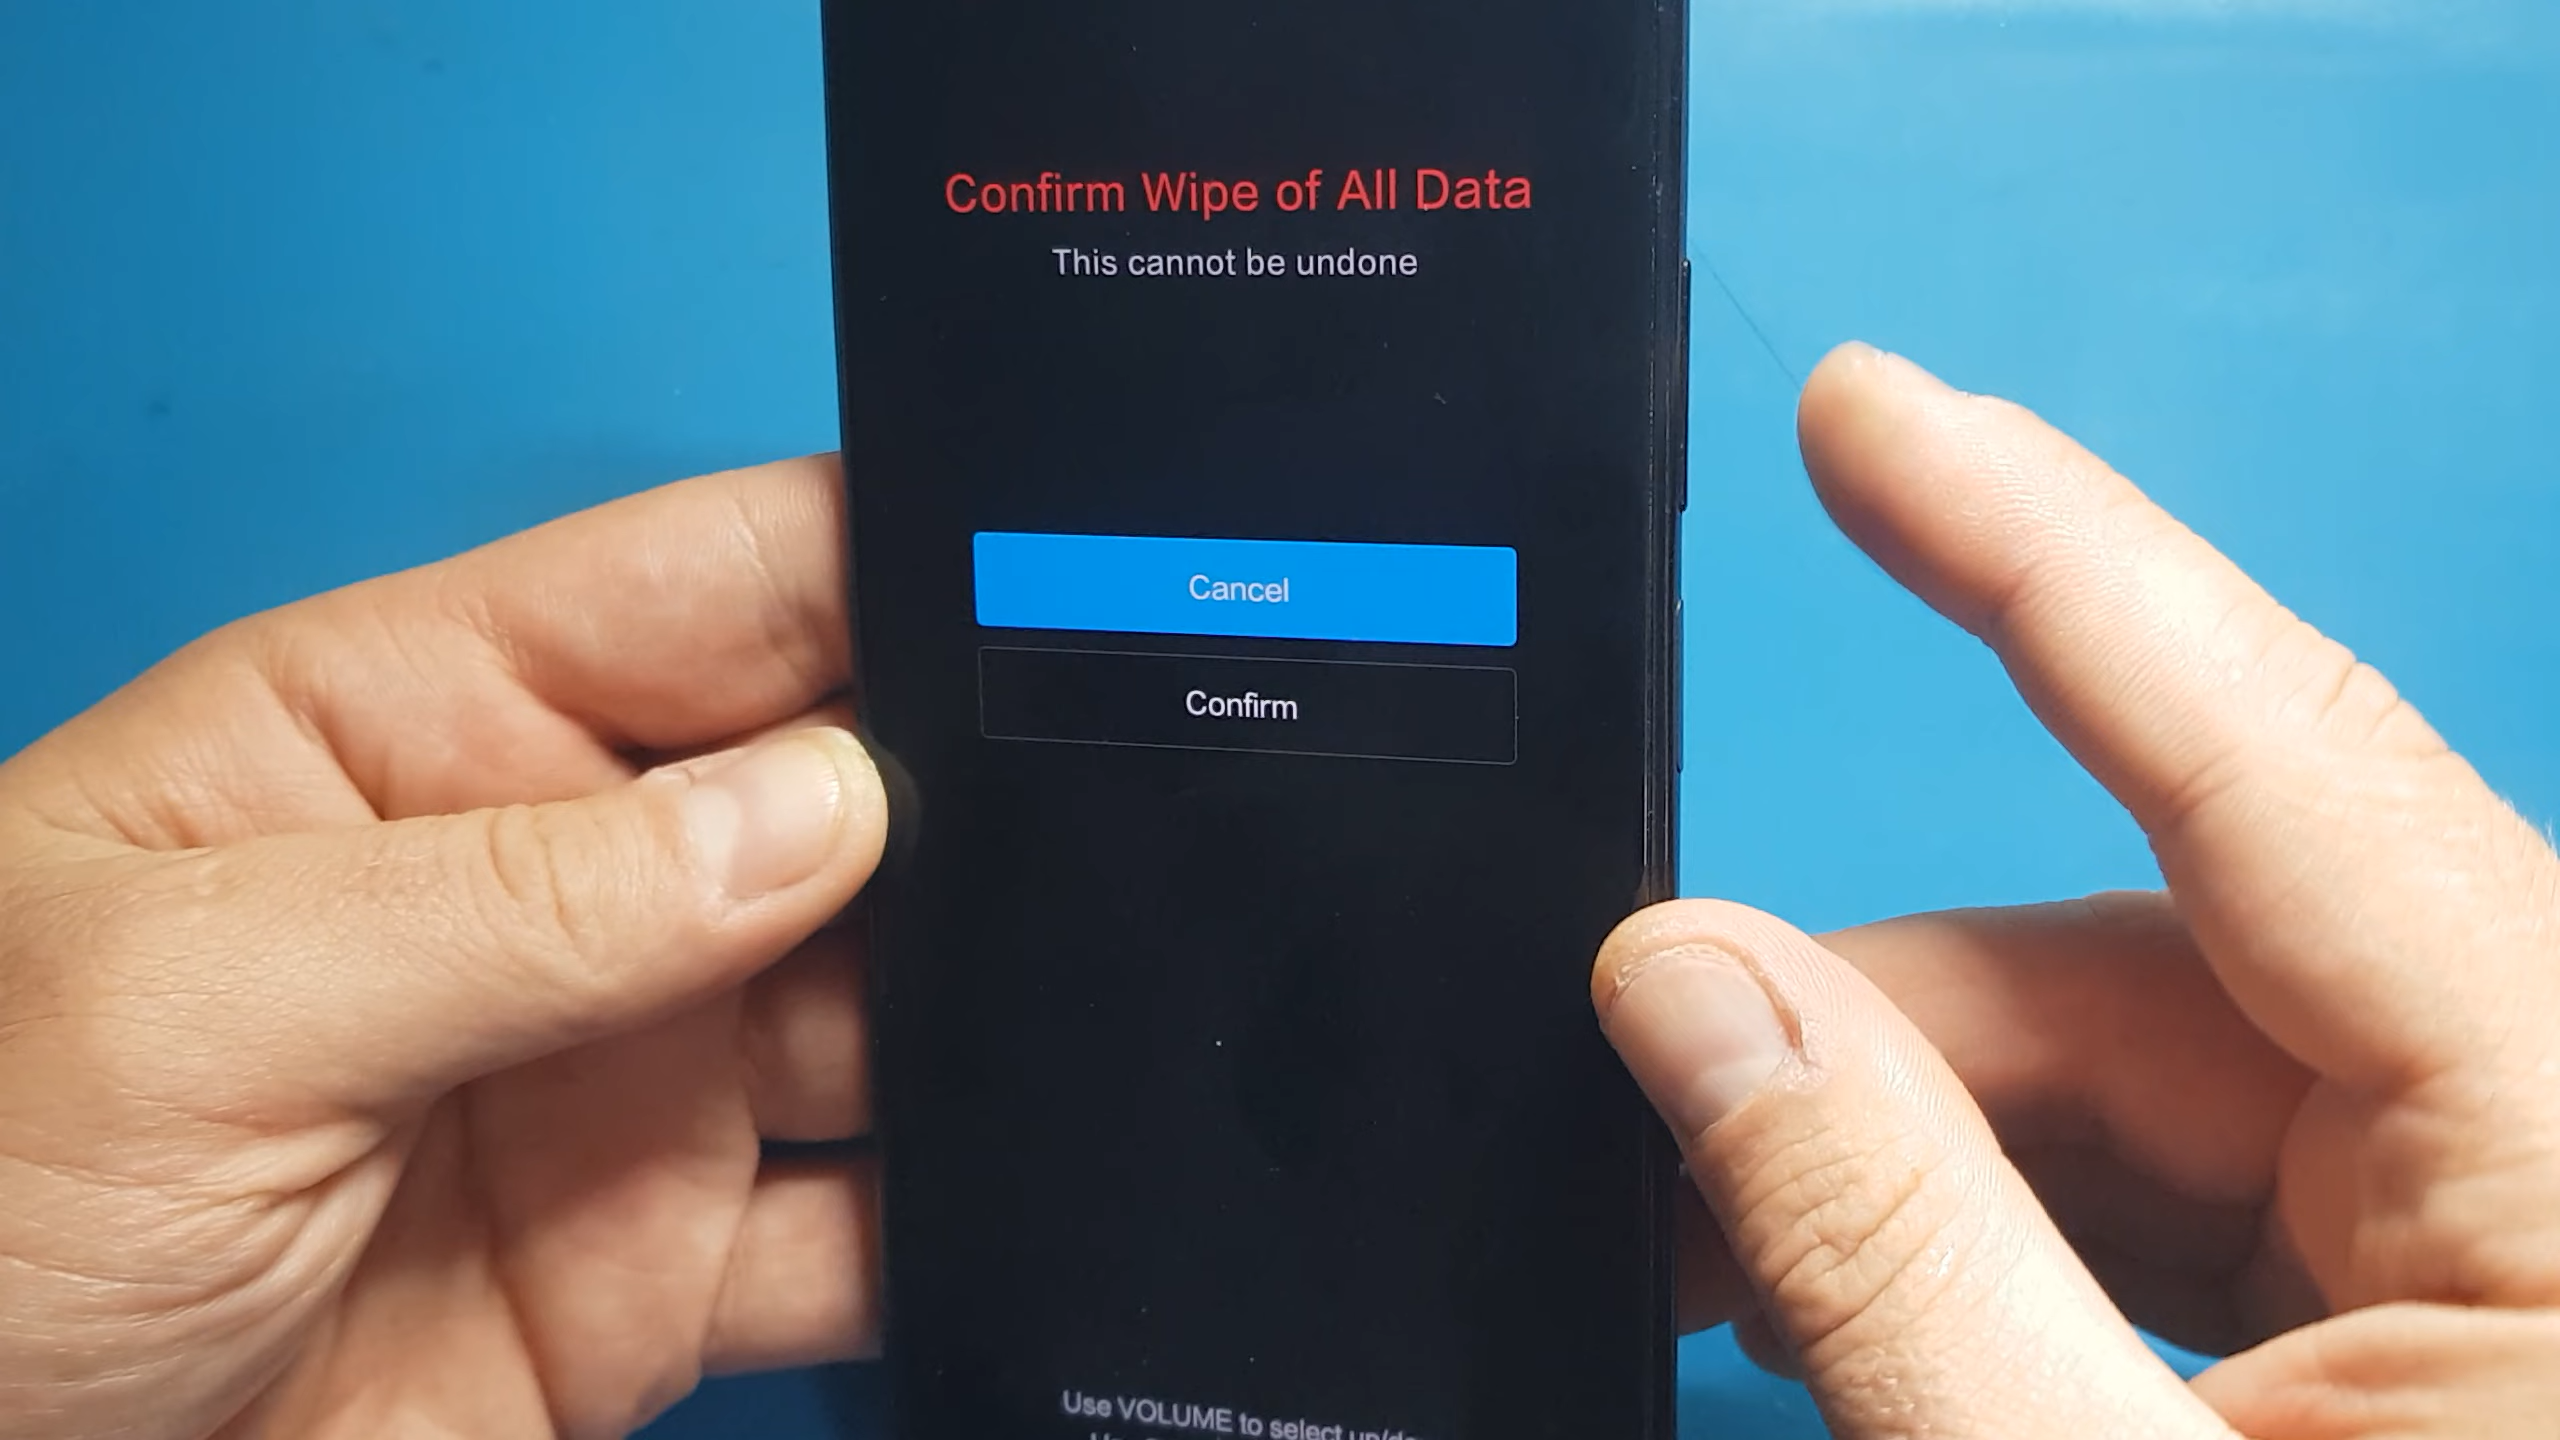 Confirm Wipe of All Data
This cannot be undone
Cancel
Confirm
Use VOLUME to select